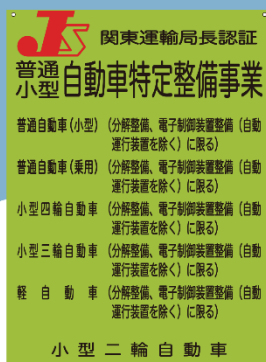 JS 関東運輸局長認証
普通
小型 自動車特定整備事業
普通自動車(小型) (分解整備、電子制御装置整備(自動
運行装置を除く)に限る)
普通自動車(乗用) (分解整備、電子制御装置整備(自動
運行装置を除く)に限る)
小型四輪自動車 (分解整備、電子制御装置整備(自動
運行装置を除く)に限る)
小型三輪自動車 (分解整備、電子制御装置整備(自動
運行装置を除く)に限る)
軽自動車 (分解整備、電子制御装置整備(自動
運行装置を除く)に限る)
小型二輪自動車